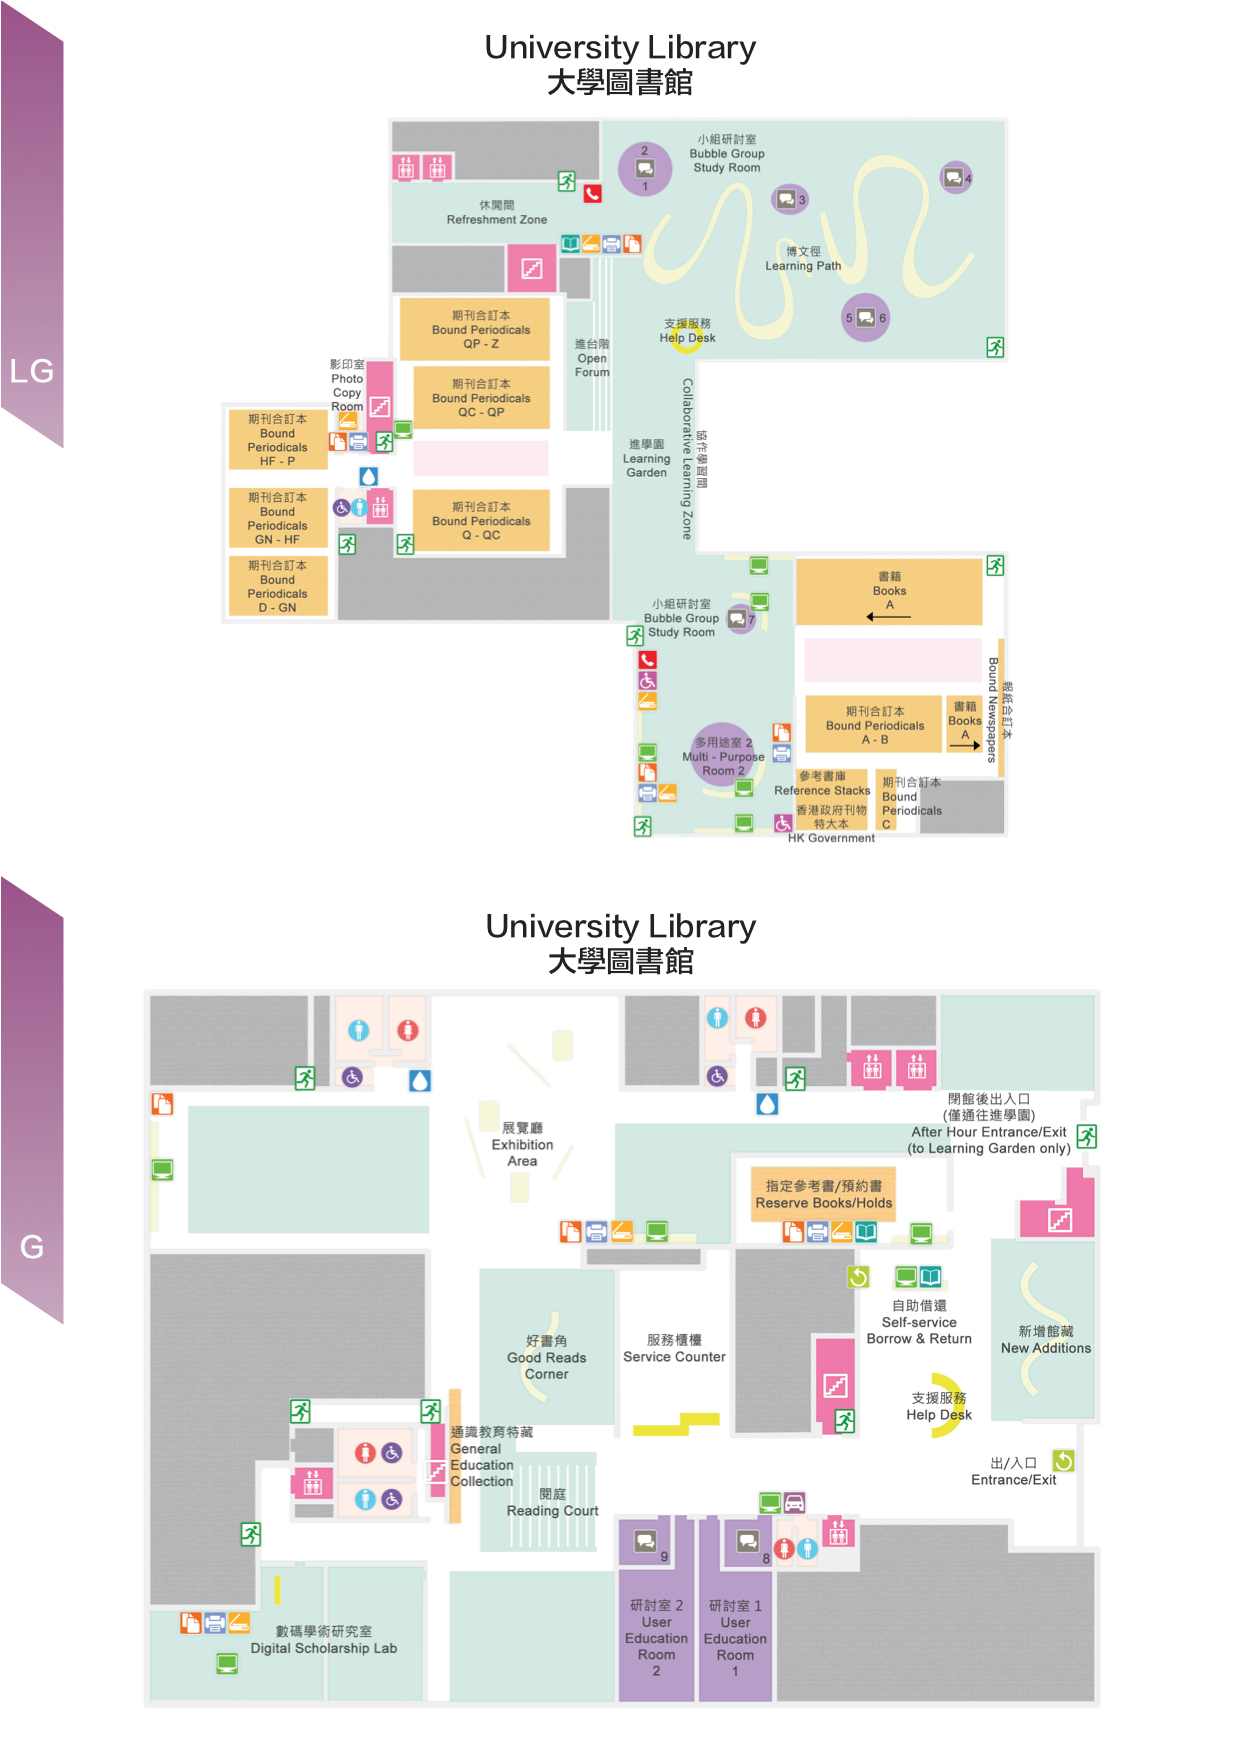 University Library
大學圖書館
LG
小組研討室
Bubble Group
Study Room
2
1
3
4
休閒間
Refreshment Zone
博文徑
Learning Path
5
6
支援服務
Help Desk
期刊合訂本
Bound Periodicals
QP - Z
進台階
Open
Forum
影印室
Photo
Copy
Room
期刊合訂本
Bound Periodicals
QC - QP
協作學習間
Collaborative Learning Zone
期刊合訂本
Bound
Periodicals
HF - P
進學園
Learning
Garden
期刊合訂本
Bound
Periodicals
GN - HF
期刊合訂本
Bound Periodicals
Q - QC
期刊合訂本
Bound
Periodicals
D - GN
書籍
Books
A
小組研討室
Bubble Group
Study Room
7
報紙合訂本
Bound Newspapers
期刊合訂本
Bound Periodicals
A - B
書籍
Books
A
多用途室 2
Multi - Purpose
Room 2
參考書庫
Reference Stacks
香港政府刊物
特大本
HK Government
期刊合訂本
Bound
Periodicals
C
University Library
大學圖書館
G
展覽廳
Exhibition
Area
閉館後出入口
(僅通往進學園)
After Hour Entrance/Exit
(to Learning Garden only)
指定參考書/預約書
Reserve Books/Holds
自助借還
Self-service
Borrow & Return
好書角
Good Reads
Corner
服務櫃檯
Service Counter
新增館藏
New Additions
支援服務
Help Desk
通識教育特藏
General
Education
Collection
出/入口
Entrance/Exit
閱庭
Reading Court
9
8
研討室 2
User
Education
Room
2
研討室 1
User
Education
Room
1
數碼學術研究室
Digital Scholarship Lab